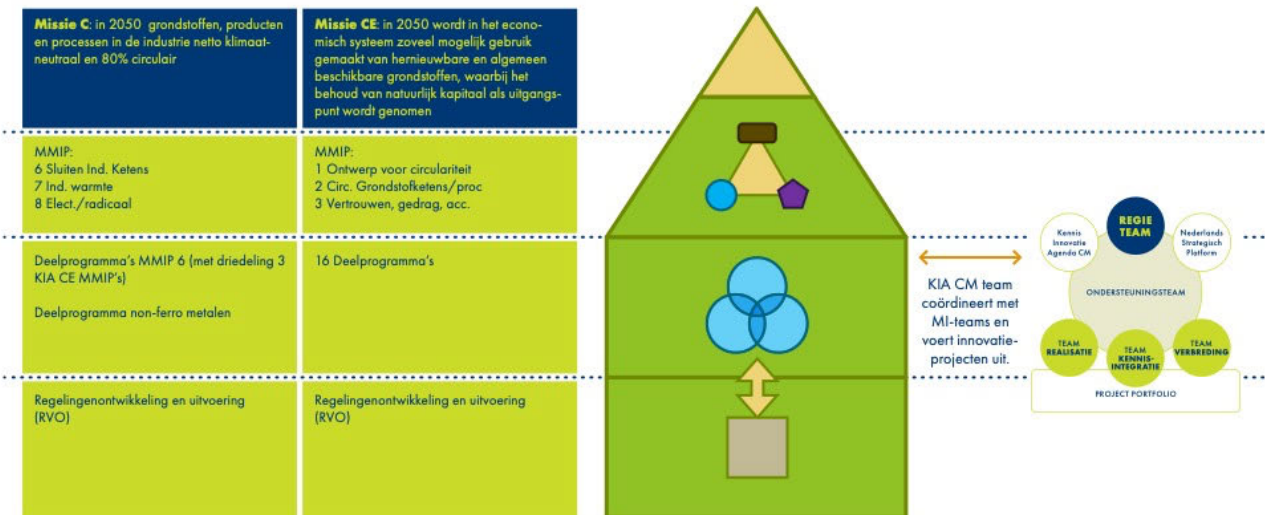 Missie C: in 2050 grondstoffen, producten
en processen in de industrie netto klimaat-
neutraal en 80% circulair
Missie CE: in 2050 wordt in het econo-
misch systeem zoveel mogelijk gebruik
gemaakt van hernieuwbare en algemeen
beschikbare grondstoffen, waarbij het
behoud van natuurlijk kapitaal als uitgangs-
punt wordt genomen
MMIP:
6 Sluiten Ind. Ketens
7 Ind. warmte
8 Elect./radicaal
MMIP:
1 Ontwerp voor circulariteit
2 Circ. Grondstofketens/proc
3 Vertrouwen, gedrag, acc.
Deelprogramma's MMIP 6 (met driedeling 3
KIA CE MMIP's)
Deelprogramma non-ferro metalen
16 Deelprogramma's
Regelingenontwikkeling en uitvoering
(RVO)
Regelingenontwikkeling en uitvoering
(RVO)
KIA CM team
coördineert met
MI-teams en
voert innovatie-
projecten uit.
Kennis
Innovatie
Agenda CM
REGIE
TEAM
Nederlands
Strategisch
Platform
ONDERSTEUNINGSTEAM
TEAM
REALISATIE
TEAM
KENNIS-
INTEGRATIE
TEAM
VERBREDING
PROJECT PORTFOLIO